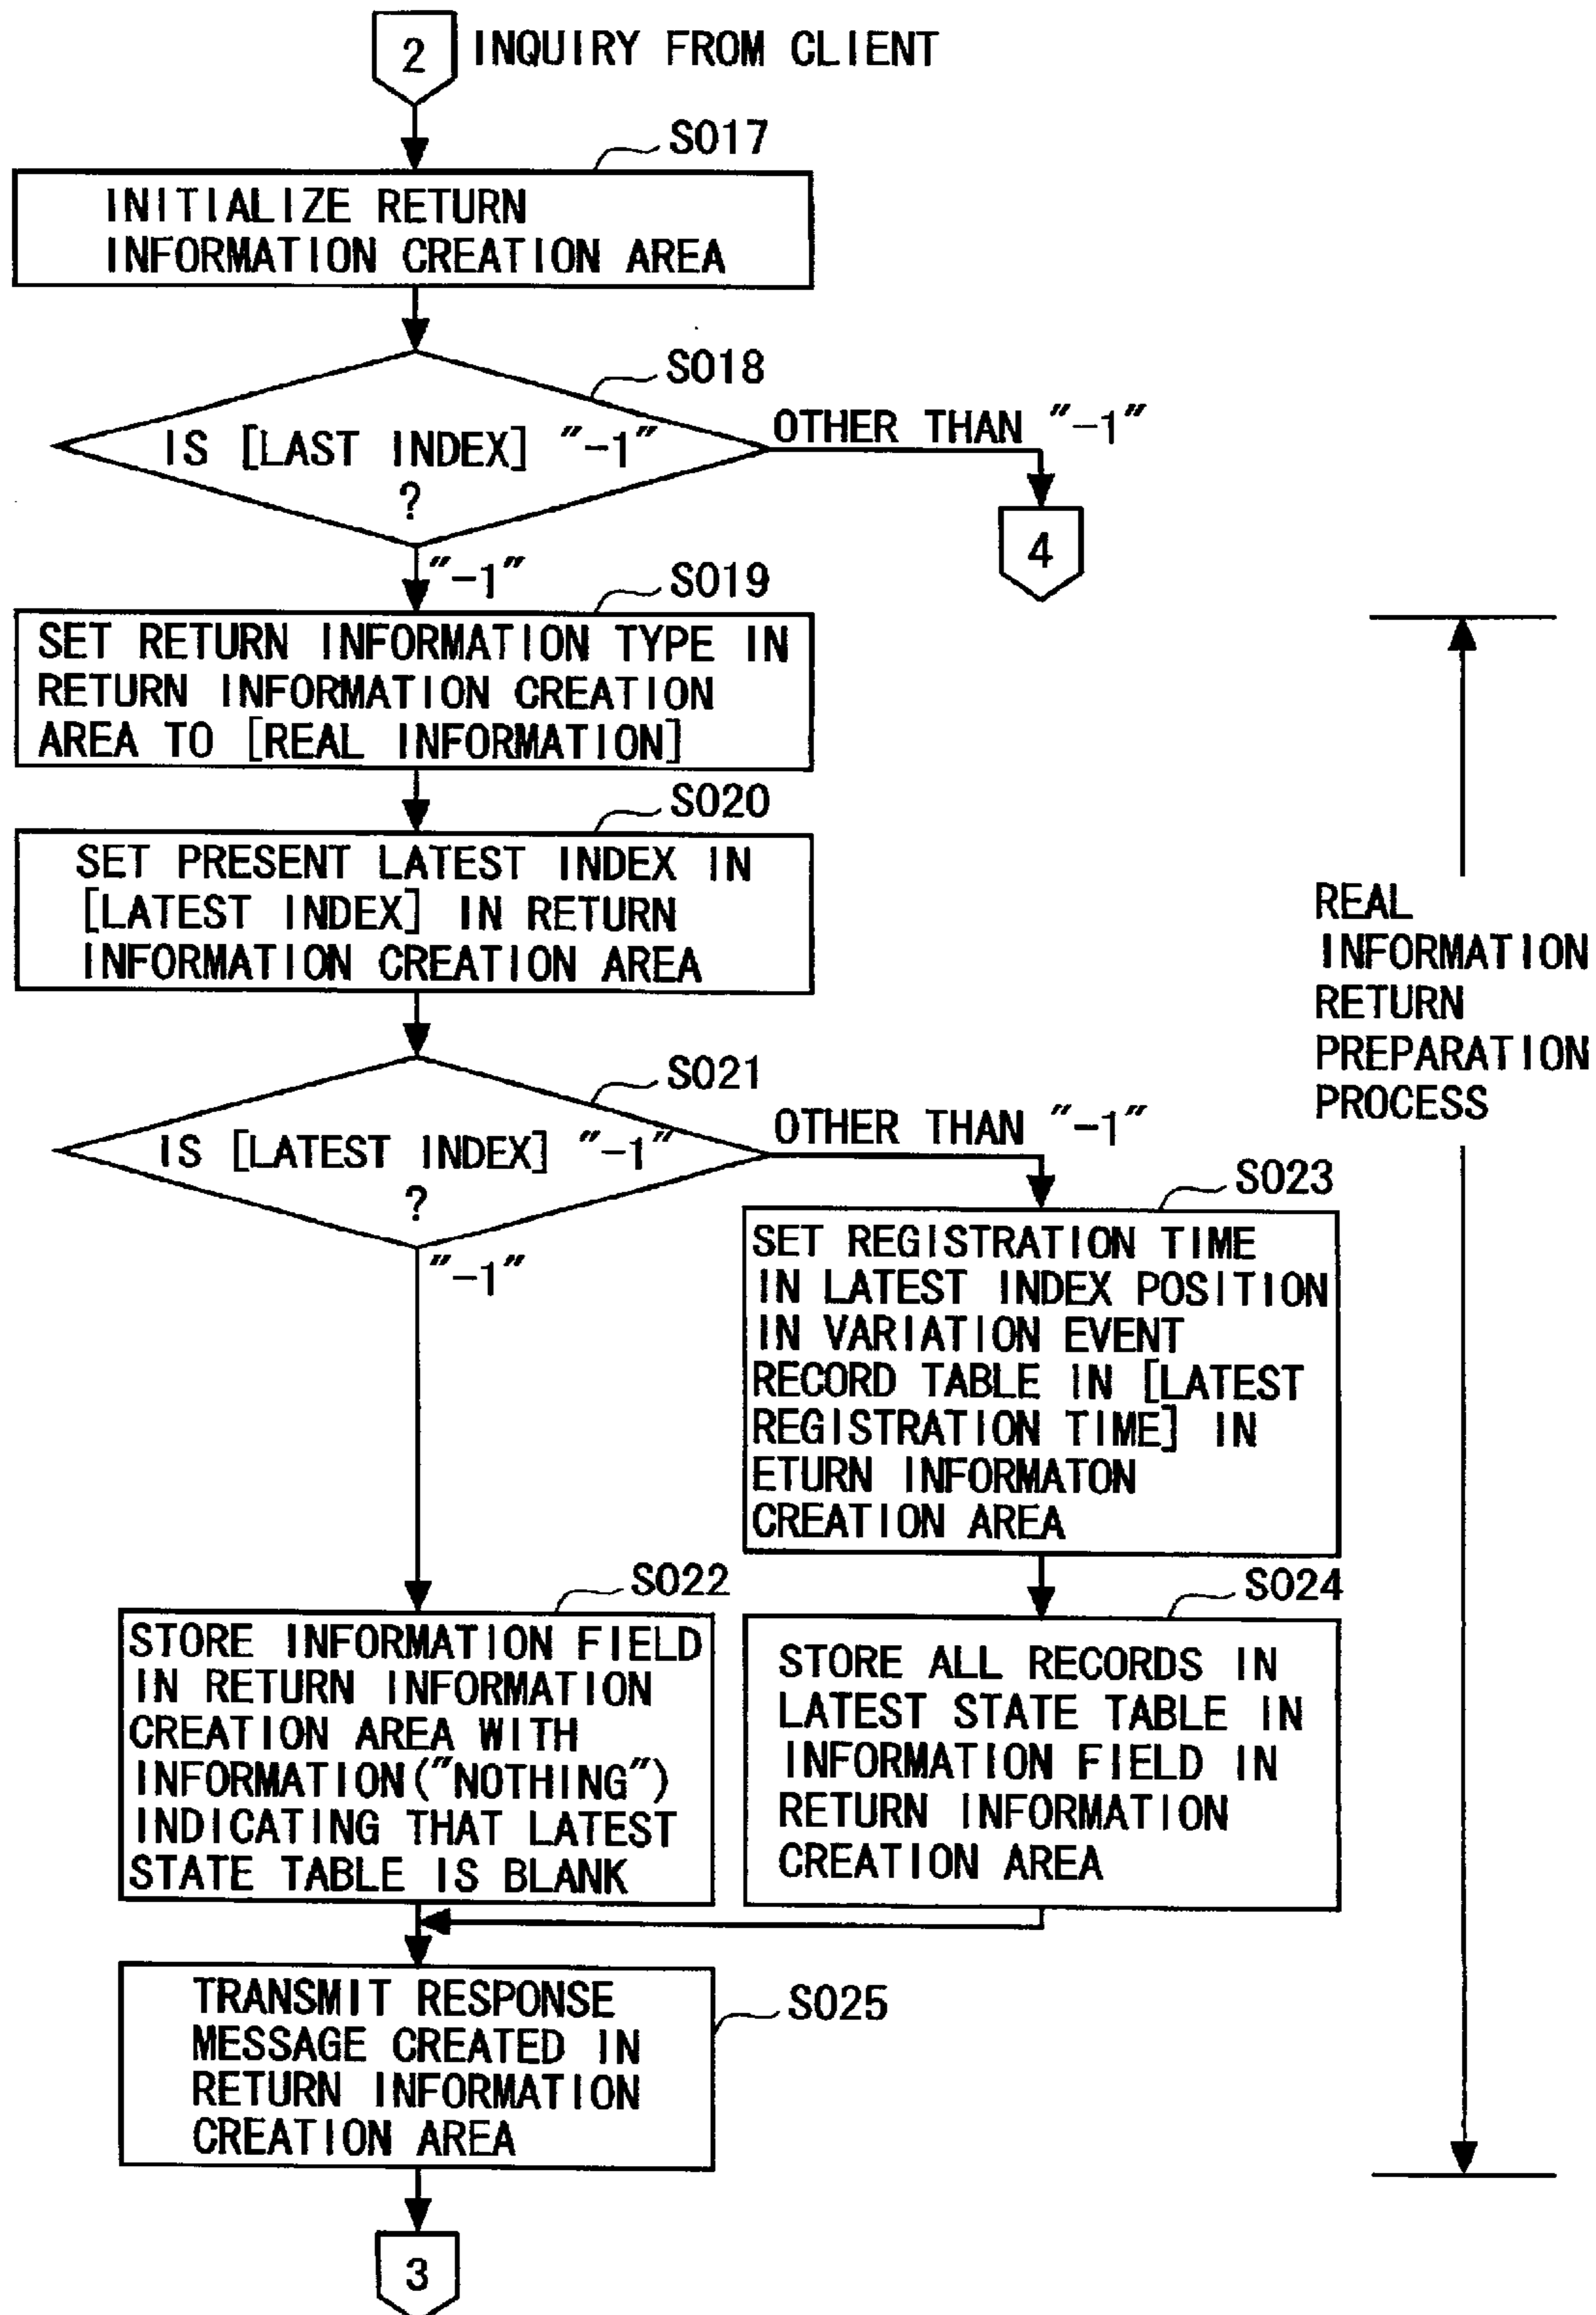 2
INQUIRY FROM CLIENT
S017
INITIALIZE RETURN
INFORMATION CREATION AREA
S018
IS [LAST INDEX] "-1"
?
OTHER THAN "-1"
4
"-1"
S019
SET RETURN INFORMATION TYPE IN
RETURN INFORMATION CREATION
AREA TO [REAL INFORMATION]
S020
SET PRESENT LATEST INDEX IN
[LATEST INDEX] IN RETURN
INFORMATION CREATION AREA
REAL
INFORMATION
RETURN
PREPARATION
PROCESS
S021
IS [LATEST INDEX] "-1"
?
OTHER THAN "-1"
"-1"
S023
SET REGISTRATION TIME
IN LATEST INDEX POSITION
IN VARIATION EVENT
RECORD TABLE IN [LATEST
REGISTRATION TIME] IN
ETURN INFORMATON
CREATION AREA
S022
STORE INFORMATION FIELD
IN RETURN INFORMATION
CREATION AREA WITH
INFORMATION("NOTHING")
INDICATING THAT LATEST
STATE TABLE IS BLANK
S024
STORE ALL RECORDS IN
LATEST STATE TABLE IN
INFORMATION FIELD IN
RETURN INFORMATION
CREATION AREA
S025
TRANSMIT RESPONSE
MESSAGE CREATED IN
RETURN INFORMATION
CREATION AREA
3